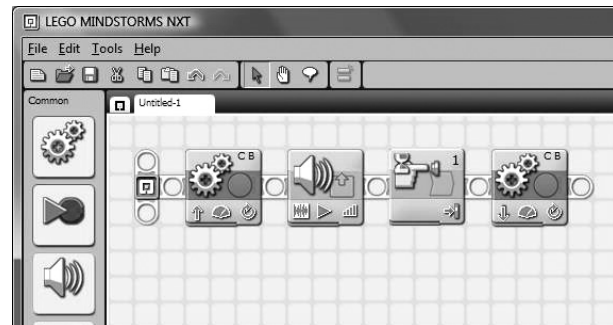 LEGO MINDSTORMS NXT
File Edit Tools Help
Common
Untitled-1
C B
1
C B